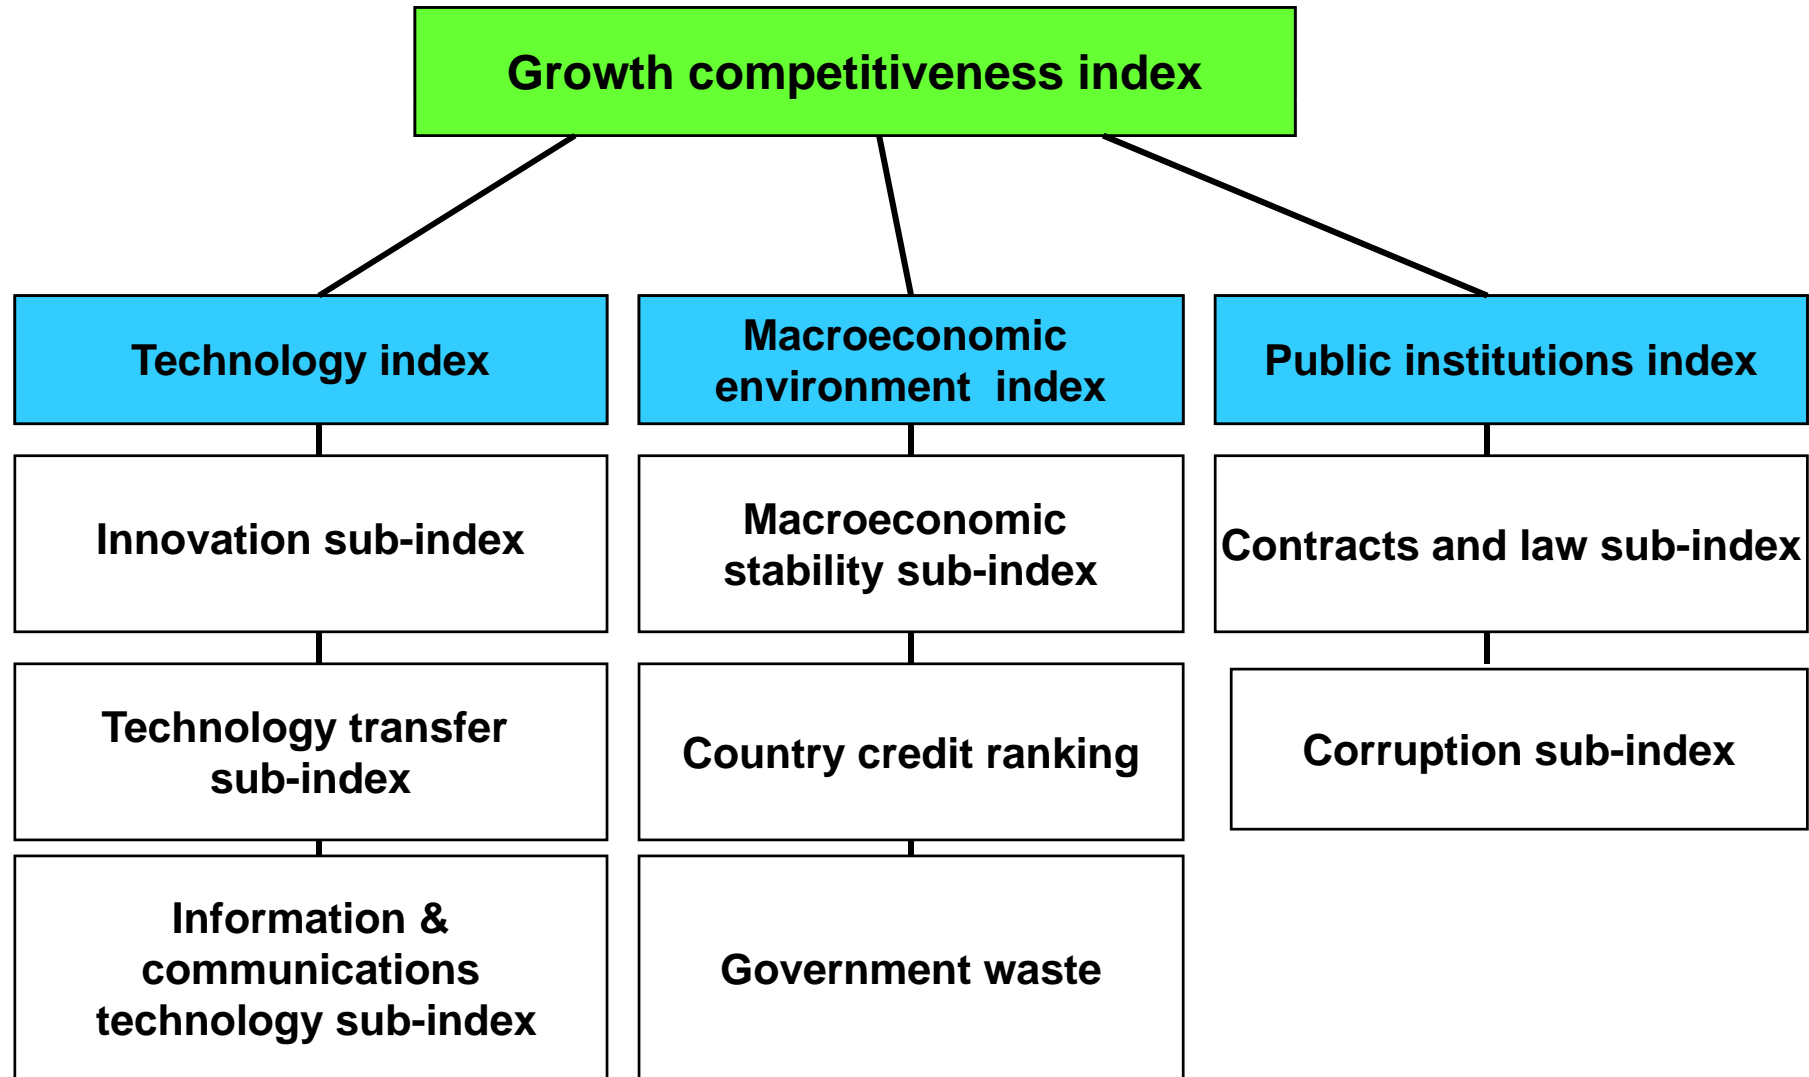 Growth competitiveness index
Technology index
Macroeconomic
environment index
Public institutions index
Innovation sub-index
Macroeconomic
stability sub-index
Contracts and law sub-index
Technology transfer
sub-index
Country credit ranking
Corruption sub-index
Information &
communications
technology sub-index
Government waste